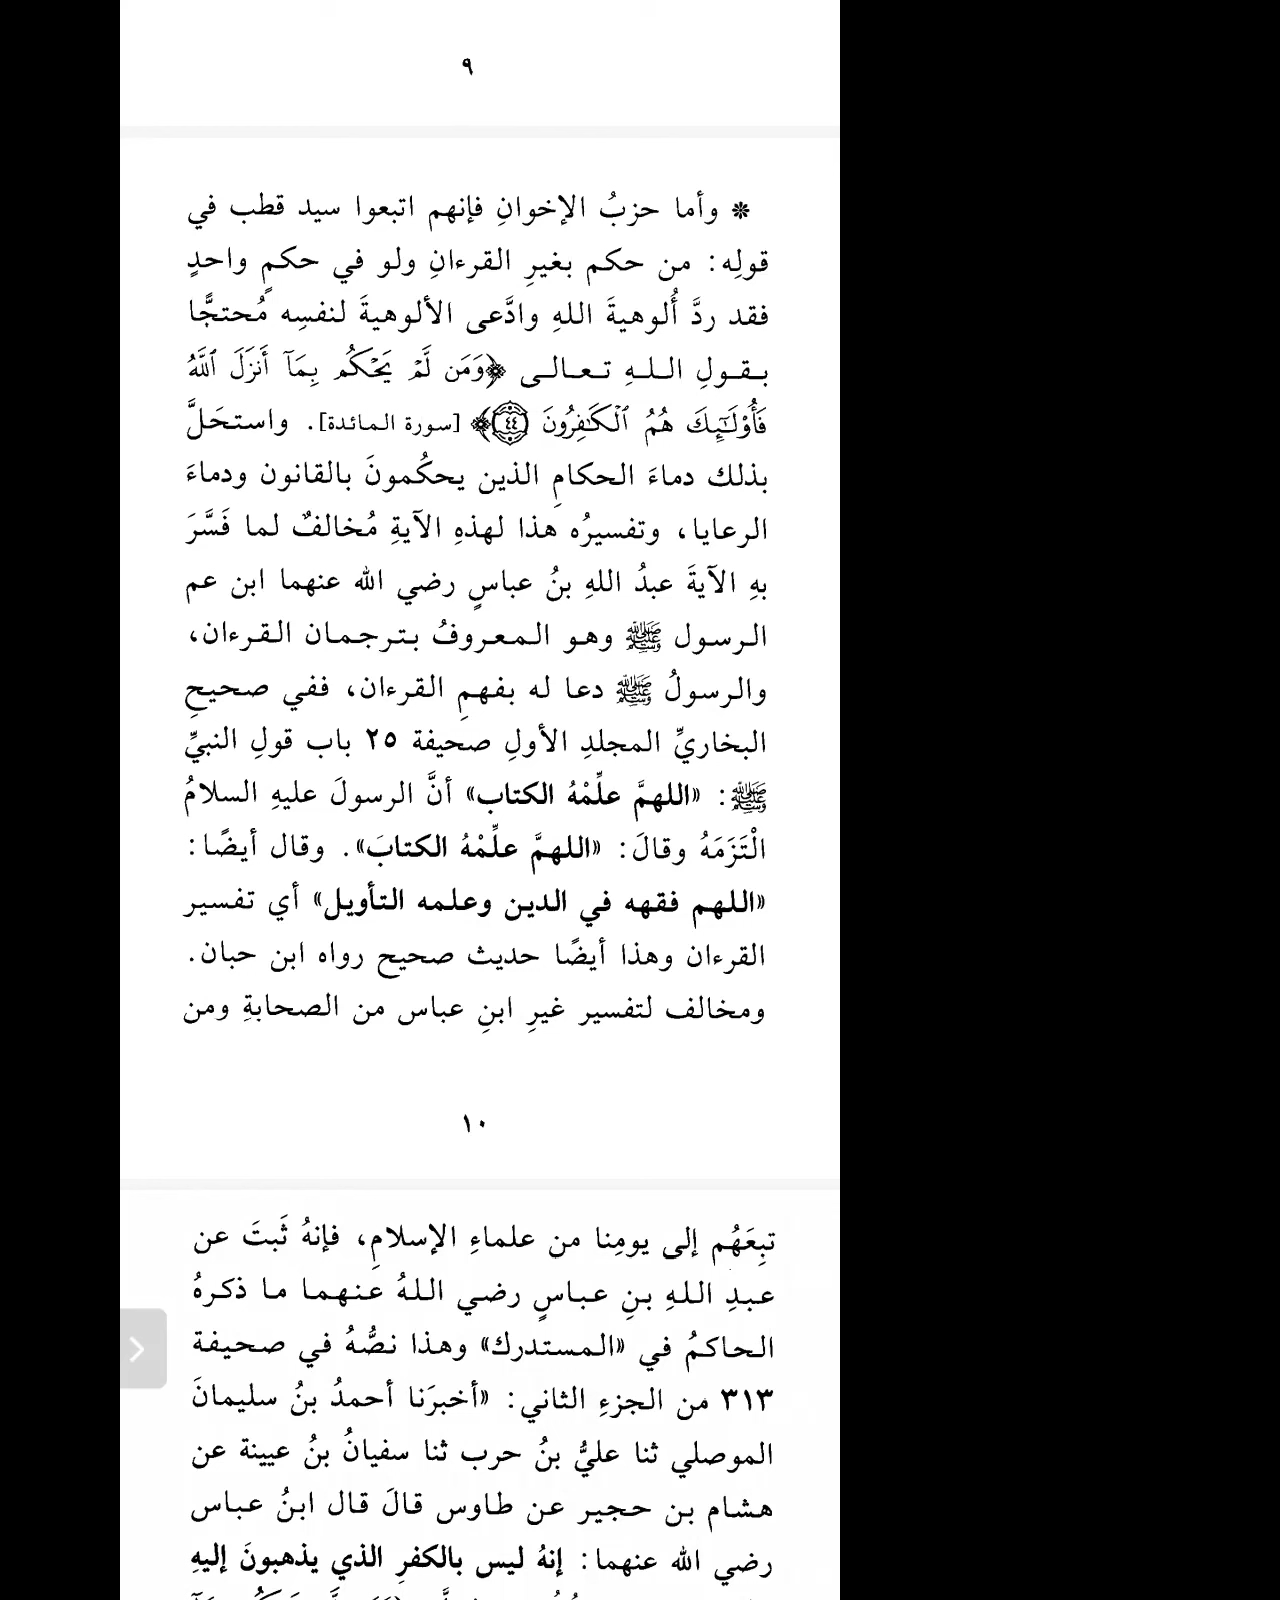 ٩
* وأما حزبُ الإخوانِ فإنهم اتبعوا سيد قطب في
قولِه: من حكم بغيرِ القرءانِ ولو في حكمٍ واحدٍ
فقد ردَّ أُلوهيةَ اللهِ وادَّعى الألوهيةَ لنفسِه مُحتجًّا
بقولِ اللهِ تعالى ﴿وَمَن لَّمْ يَحْكُم بِمَآ أَنزَلَ ٱللَّهُ
فَأُو۟لَٰٓئِكَ هُمُ ٱلْكَٰفِرُونَ ٤٤﴾ [سورة المائدة]. واستحَلَّ
بذلك دماءَ الحكامِ الذين يحكُمونَ بالقانون ودماءَ
الرعايا، وتفسيرُه هذا لهذهِ الآيةِ مُخالفٌ لما فَسَّرَ
بهِ الآيةَ عبدُ اللهِ بنُ عباسٍ رضي الله عنهما ابن عم
الرسول ﷺ وهو المعروفُ بترجمان القرءان،
والرسولُ ﷺ دعا له بفهمِ القرءان، ففي صحيحِ
البخاريِّ المجلدِ الأولِ صحيفة ٢٥ باب قولِ النبيِّ
ﷺ: «اللهمَّ علِّمْهُ الكتاب» أنَّ الرسولَ عليهِ السلامُ
الْتَزَمَهُ وقالَ: «اللهمَّ علِّمْهُ الكتابَ». وقال أيضًا:
«اللهم فقهه في الدين وعلمه التأويل» أي تفسير
القرءان وهذا أيضًا حديث صحيح رواه ابن حبان.
ومخالف لتفسير غيرِ ابنِ عباس من الصحابةِ ومن
١٠
تبِعَهُم إلى يومِنا من علماءِ الإسلامِ، فإنهُ ثَبتَ عن
عبدِ اللهِ بنِ عباسٍ رضي اللهُ عنهما ما ذكرهُ
الحاكمُ في «المستدرك» وهذا نصُّهُ في صحيفة
٣١٣ من الجزءِ الثاني: «أخبرَنا أحمدُ بنُ سليمانَ
الموصلي ثنا عليُّ بنُ حرب ثنا سفيانُ بنُ عيينة عن
هشام بن حجير عن طاوس قالَ قال ابنُ عباس
رضي الله عنهما: إنهُ ليس بالكفرِ الذي يذهبونَ إليهِ